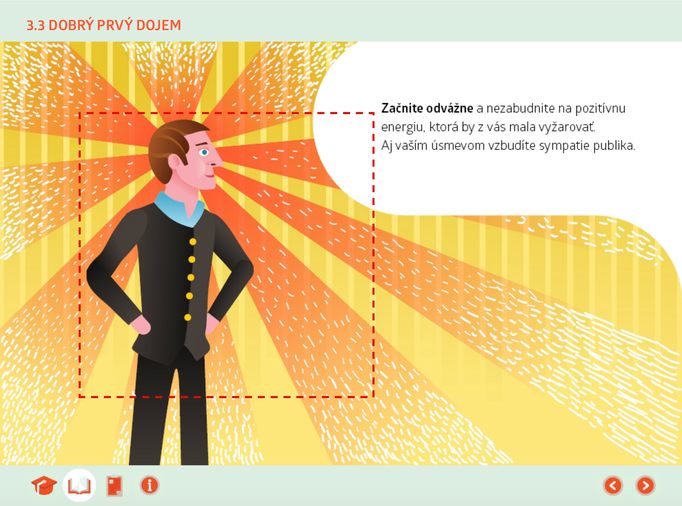 3.3 DOBRÝ PRVÝ DOJEM
Začnite odvážne a nezabudnite na pozitívnu
energiu, ktorá by z vás mala vyžarovať.
Aj vaším úsmevom vzbudíte sympatie publika.